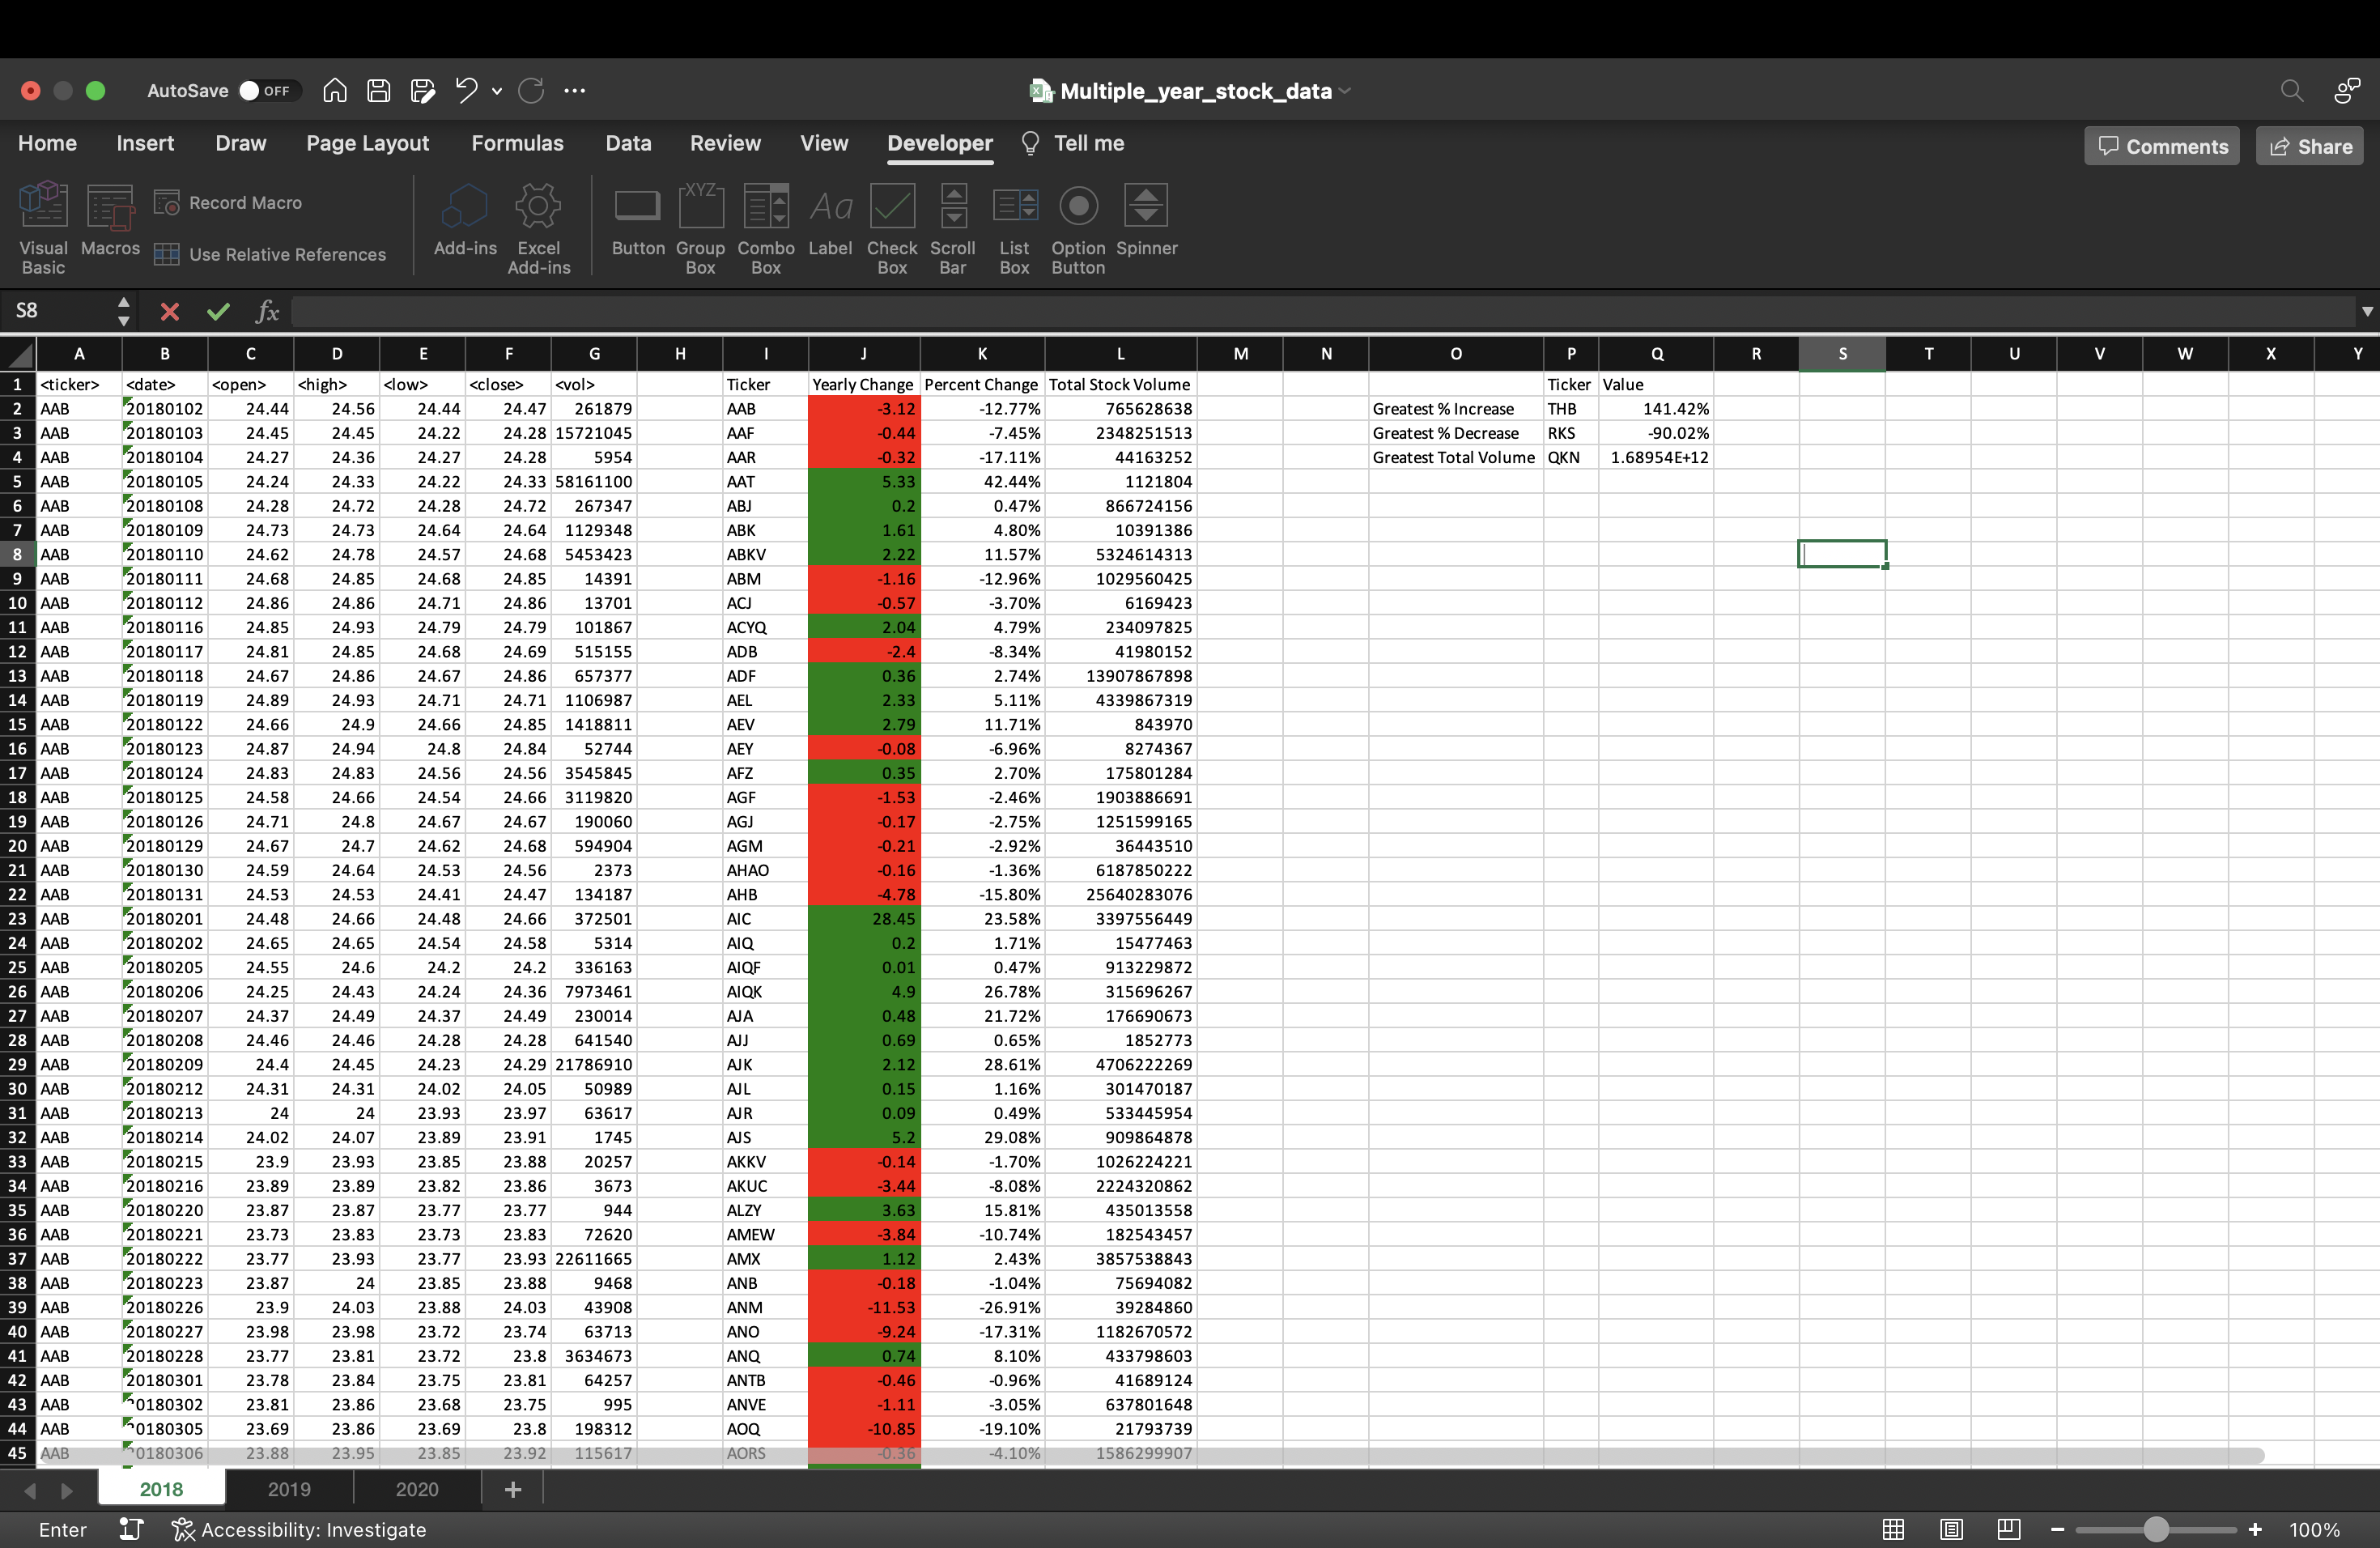 AutoSave OFF Multiple_year_stock_data
Home Insert Draw Page Layout Formulas Data Review View Developer Tell me Comments Share
Visual Basic Macros Record Macro Use Relative References Add-ins Excel Add-ins Button Group Box Combo Box Label Check Box Scroll Bar List Box Option Button Spinner
S8 fx
A B C D E F G H I J K L M N O P Q R S T U V W X Y
1 <ticker> <date> <open> <high> <low> <close> <vol> Ticker Yearly Change Percent Change Total Stock Volume Ticker Value
2 AAB 20180102 24.44 24.56 24.44 24.47 261879 AAB -3.12 -12.77% 765628638 Greatest % Increase THB 141.42%
3 AAB 20180103 24.45 24.45 24.22 24.28 15721045 AAF -0.44 -7.45% 2348251513 Greatest % Decrease RKS -90.02%
4 AAB 20180104 24.27 24.36 24.27 24.28 5954 AAR -0.32 -17.11% 44163252 Greatest Total Volume QKN 1.68954E+12
5 AAB 20180105 24.24 24.33 24.22 24.33 58161100 AAT 5.33 42.44% 1121804
6 AAB 20180108 24.28 24.72 24.28 24.72 267347 ABJ 0.2 0.47% 866724156
7 AAB 20180109 24.73 24.73 24.64 24.64 1129348 ABK 1.61 4.80% 10391386
8 AAB 20180110 24.62 24.78 24.57 24.68 5453423 ABKV 2.22 11.57% 5324614313
9 AAB 20180111 24.68 24.85 24.68 24.85 14391 ABM -1.16 -12.96% 1029560425
10 AAB 20180112 24.86 24.86 24.71 24.86 13701 ACJ -0.57 -3.70% 6169423
11 AAB 20180116 24.85 24.93 24.79 24.79 101867 ACYQ 2.04 4.79% 234097825
12 AAB 20180117 24.81 24.85 24.68 24.69 515155 ADB -2.4 -8.34% 41980152
13 AAB 20180118 24.67 24.86 24.67 24.86 657377 ADF 0.36 2.74% 13907867898
14 AAB 20180119 24.89 24.93 24.71 24.71 1106987 AEL 2.33 5.11% 4339867319
15 AAB 20180122 24.66 24.9 24.66 24.85 1418811 AEV 2.79 11.71% 843970
16 AAB 20180123 24.87 24.94 24.8 24.84 52744 AEY -0.08 -6.96% 8274367
17 AAB 20180124 24.83 24.83 24.56 24.56 3545845 AFZ 0.35 2.70% 175801284
18 AAB 20180125 24.58 24.66 24.54 24.66 3119820 AGF -1.53 -2.46% 1903886691
19 AAB 20180126 24.71 24.8 24.67 24.67 190060 AGJ -0.17 -2.75% 1251599165
20 AAB 20180129 24.67 24.7 24.62 24.68 594904 AGM -0.21 -2.92% 36443510
21 AAB 20180130 24.59 24.64 24.53 24.56 2373 AHAO -0.16 -1.36% 6187850222
22 AAB 20180131 24.53 24.53 24.41 24.47 134187 AHB -4.78 -15.80% 25640283076
23 AAB 20180201 24.48 24.66 24.48 24.66 372501 AIC 28.45 23.58% 3397556449
24 AAB 20180202 24.65 24.65 24.54 24.58 5314 AIQ 0.2 1.71% 15477463
25 AAB 20180205 24.55 24.6 24.2 24.2 336163 AIQF 0.01 0.47% 913229872
26 AAB 20180206 24.25 24.43 24.24 24.36 7973461 AIQK 4.9 26.78% 315696267
27 AAB 20180207 24.37 24.49 24.37 24.49 230014 AJA 0.48 21.72% 176690673
28 AAB 20180208 24.46 24.46 24.28 24.28 641540 AJJ 0.69 0.65% 1852773
29 AAB 20180209 24.4 24.45 24.23 24.29 21786910 AJK 2.12 28.61% 4706222269
30 AAB 20180212 24.31 24.31 24.02 24.05 50989 AJL 0.15 1.16% 301470187
31 AAB 20180213 24 24 23.93 23.97 63617 AJR 0.09 0.49% 533445954
32 AAB 20180214 24.02 24.07 23.89 23.91 1745 AJS 5.2 29.08% 909864878
33 AAB 20180215 23.9 23.93 23.85 23.88 20257 AKKV -0.14 -1.70% 1026224221
34 AAB 20180216 23.89 23.89 23.82 23.86 3673 AKUC -3.44 -8.08% 2224320862
35 AAB 20180220 23.87 23.87 23.77 23.77 944 ALZY 3.63 15.81% 435013558
36 AAB 20180221 23.73 23.83 23.73 23.83 72620 AMEW -3.84 -10.74% 182543457
37 AAB 20180222 23.77 23.93 23.77 23.93 22611665 AMX 1.12 2.43% 3857538843
38 AAB 20180223 23.87 24 23.85 23.88 9468 ANB -0.18 -1.04% 75694082
39 AAB 20180226 23.9 24.03 23.88 24.03 43908 ANM -11.53 -26.91% 39284860
40 AAB 20180227 23.98 23.98 23.72 23.74 63713 ANO -9.24 -17.31% 1182670572
41 AAB 20180228 23.77 23.81 23.72 23.8 3634673 ANQ 0.74 8.10% 433798603
42 AAB 20180301 23.78 23.84 23.75 23.81 64257 ANTB -0.46 -0.96% 41689124
43 AAB 20180302 23.81 23.86 23.68 23.75 995 ANVE -1.11 -3.05% 637801648
44 AAB 20180305 23.69 23.86 23.69 23.8 198312 AOQ -10.85 -19.10% 21793739
45 AAB 20180306 23.88 23.95 23.85 23.92 115617 AORS -0.36 -4.10% 1586299907
2018 2019 2020 +
Enter Accessibility: Investigate 100%